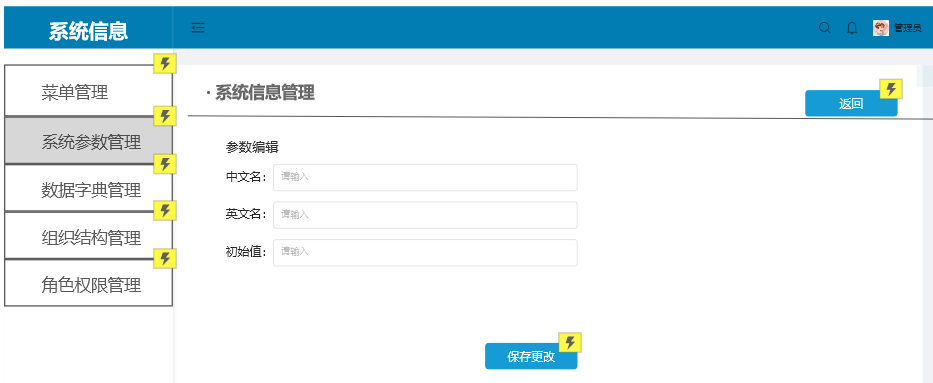 系统信息
管理员
菜单管理
系统参数管理
数据字典管理
组织结构管理
角色权限管理
· 系统信息管理
返回
参数编辑
中文名: 请输入
英文名: 请输入
初始值: 请输入
保存更改